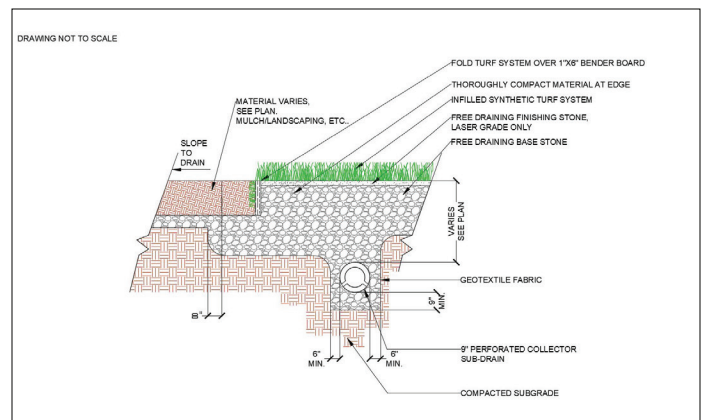 DRAWING NOT TO SCALE
FOLD TURF SYSTEM OVER 1"X6" BENDER BOARD
THOROUGHLY COMPACT MATERIAL AT EDGE
INFILLED SYNTHETIC TURF SYSTEM
FREE DRAINING FINISHING STONE,
LASER GRADE ONLY
FREE DRAINING BASE STONE
MATERIAL VARIES,
SEE PLAN.
MULCH/LANDSCAPING, ETC..
SLOPE
TO
DRAIN
VARIES
SEE PLAN
GEOTEXTILE FABRIC
9"
MIN.
8"
6"
MIN.
6"
MIN.
9" PERFORATED COLLECTOR
SUB-DRAIN
COMPACTED SUBGRADE